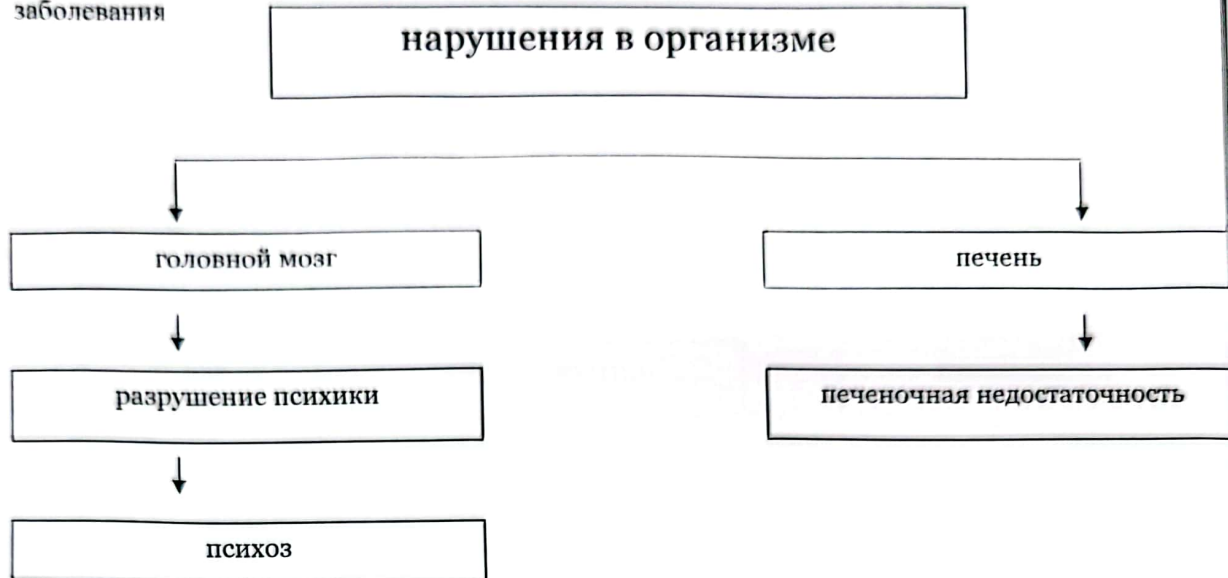 заболевания
нарушения в организме
головной мозг
печень
разрушение психики
печеночная недостаточность
психоз